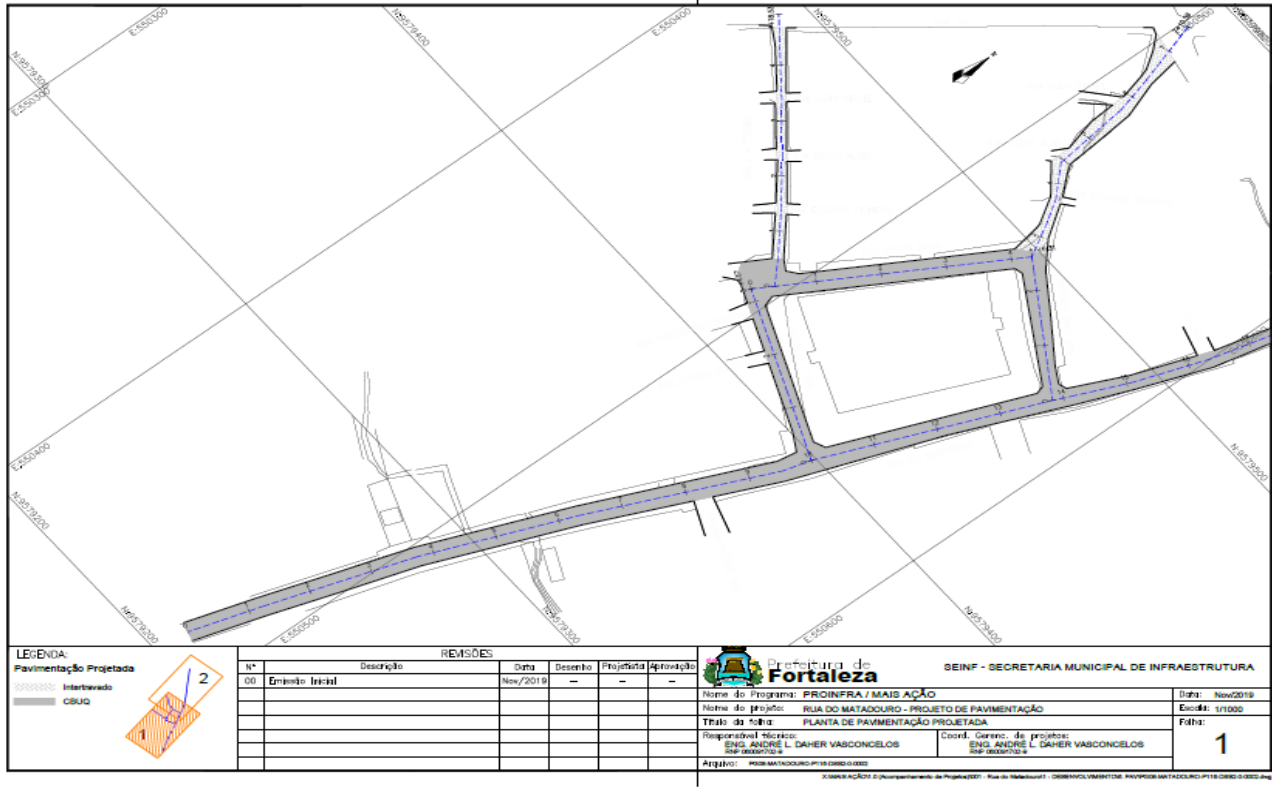 E:550300
N:9579400
E:550400
N:9579500
E:550500
N:9579300
E:550300
E:550400
N:9579200
N:9579200
E:550500
N:9579300
E:550600
N:9579400
N:9579500
LEGENDA:
Pavimentação Projetada
Intertravado
CBUQ
1
2
REVISÕES
N° Descrição Data Desenho Projetista Aprovação
00 Emissão Inicial Nov/2019 – – –
Prefeitura de
Fortaleza
SEINF - SECRETARIA MUNICIPAL DE INFRAESTRUTURA
Nome do Programa: PROINFRA / MAIS AÇÃO
Data: Nov/2019
Nome do projeto: RUA DO MATADOURO - PROJETO DE PAVIMENTAÇÃO
Escala: 1/1000
Título da folha: PLANTA DE PAVIMENTAÇÃO PROJETADA
Folha:
1
Responsável técnico:
ENG. ANDRÉ L. DAHER VASCONCELOS
Coord. Gerenc. de projetos:
ENG. ANDRÉ L. DAHER VASCONCELOS
Arquivo: